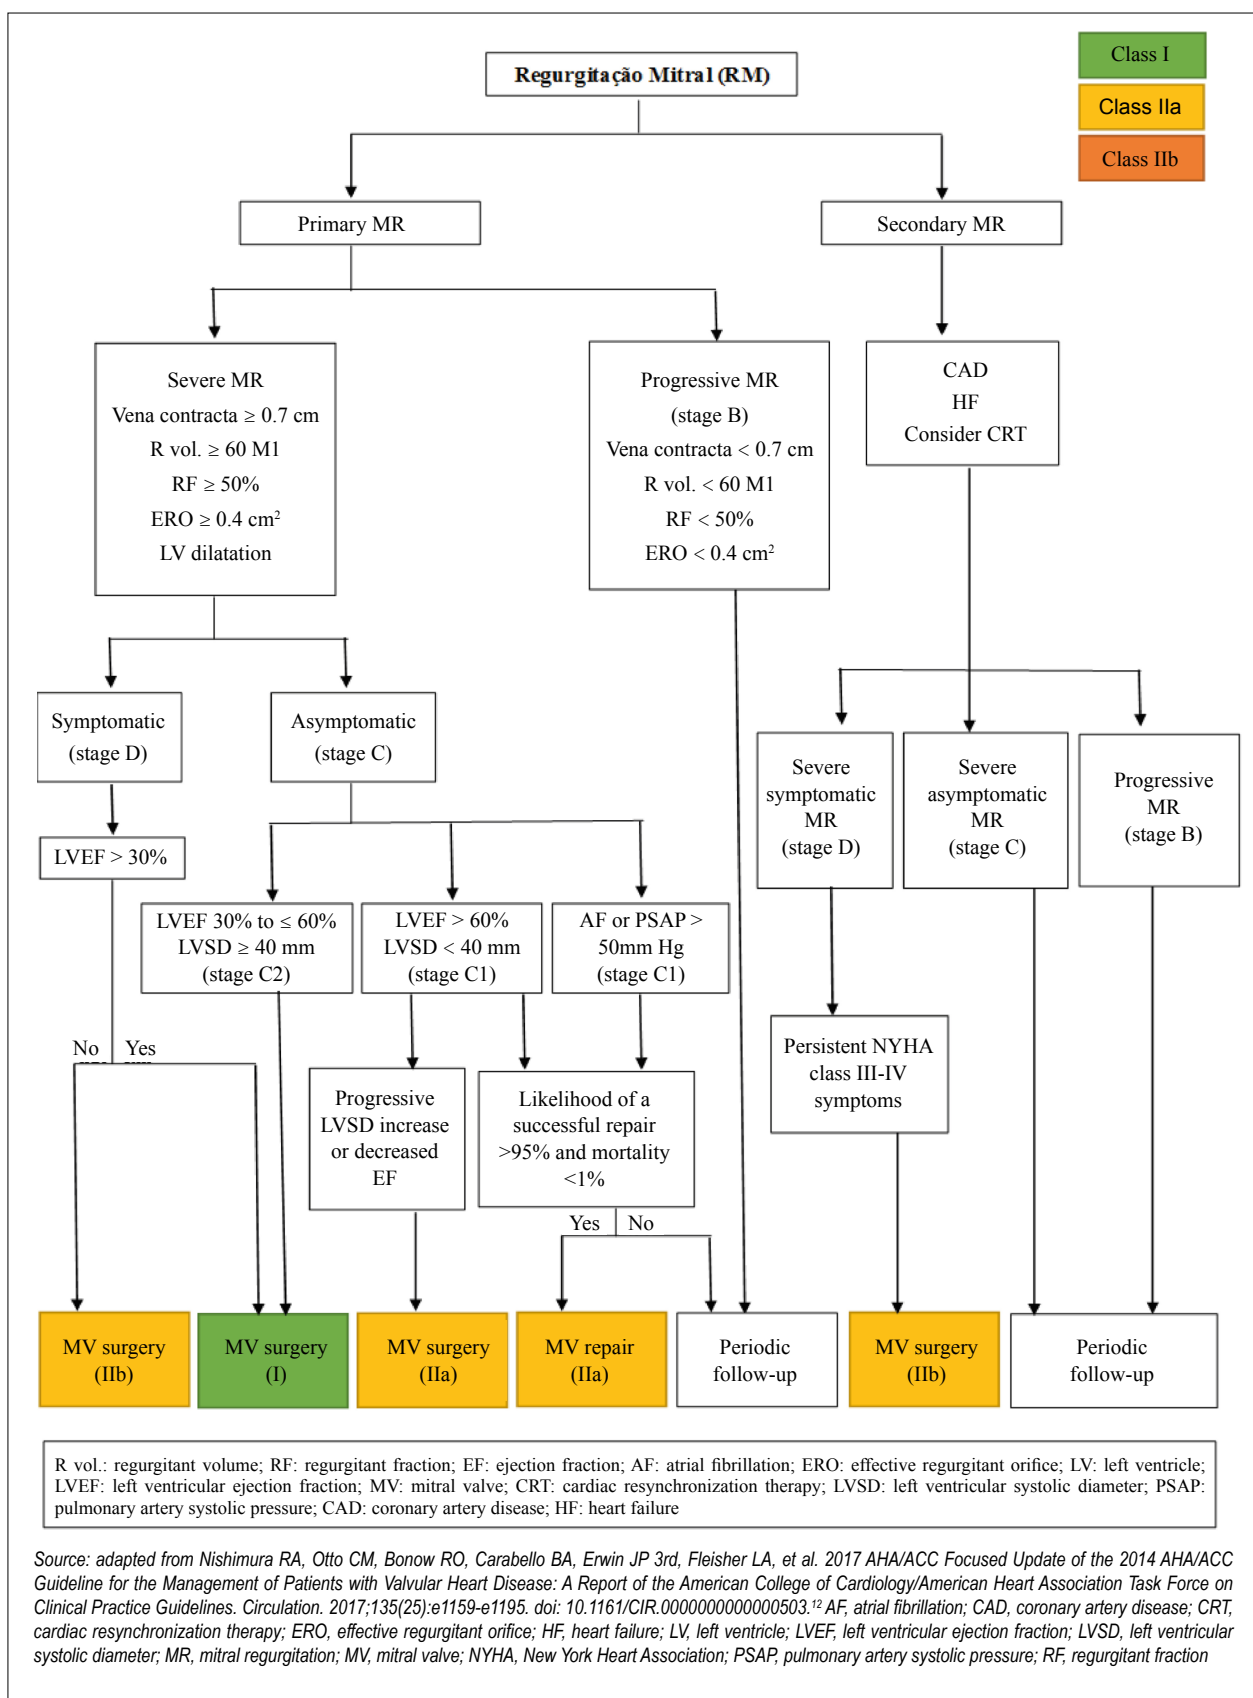 Regurgitação Mitral (RM)
Class I
Class IIa
Class IIb
Primary MR
Secondary MR
Severe MR
Vena contracta ≥ 0.7 cm
R vol. ≥ 60 M1
RF ≥ 50%
ERO ≥ 0.4 cm²
LV dilatation
Progressive MR
(stage B)
Vena contracta < 0.7 cm
R vol. < 60 M1
RF < 50%
ERO < 0.4 cm²
CAD
HF
Consider CRT
Symptomatic
(stage D)
Asymptomatic
(stage C)
Severe
symptomatic
MR
(stage D)
Severe
asymptomatic
MR
(stage C)
Progressive
MR
(stage B)
LVEF > 30%
LVEF 30% to ≤ 60%
LVSD ≥ 40 mm
(stage C2)
LVEF > 60%
LVSD < 40 mm
(stage C1)
AF or PSAP >
50mm Hg
(stage C1)
No Yes
Progressive
LVSD increase
or decreased
EF
Likelihood of a
successful repair
>95% and mortality
<1%
Persistent NYHA
class III-IV
symptoms
Yes No
MV surgery
(IIb)
MV surgery
(I)
MV surgery
(IIa)
MV repair
(IIa)
Periodic
follow-up
MV surgery
(IIb)
Periodic
follow-up
R vol.: regurgitant volume; RF: regurgitant fraction; EF: ejection fraction; AF: atrial fibrillation; ERO: effective regurgitant orifice; LV: left ventricle;
LVEF: left ventricular ejection fraction; MV: mitral valve; CRT: cardiac resynchronization therapy; LVSD: left ventricular systolic diameter; PSAP:
pulmonary artery systolic pressure; CAD: coronary artery disease; HF: heart failure
Source: adapted from Nishimura RA, Otto CM, Bonow RO, Carabello BA, Erwin JP 3rd, Fleisher LA, et al. 2017 AHA/ACC Focused Update of the 2014 AHA/ACC
Guideline for the Management of Patients with Valvular Heart Disease: A Report of the American College of Cardiology/American Heart Association Task Force on
Clinical Practice Guidelines. Circulation. 2017;135(25):e1159-e1195. doi: 10.1161/CIR.0000000000000503.¹² AF, atrial fibrillation; CAD, coronary artery disease; CRT,
cardiac resynchronization therapy; ERO, effective regurgitant orifice; HF, heart failure; LV, left ventricle; LVEF, left ventricular ejection fraction; LVSD, left ventricular
systolic diameter; MR, mitral regurgitation; MV, mitral valve; NYHA, New York Heart Association; PSAP, pulmonary artery systolic pressure; RF, regurgitant fraction